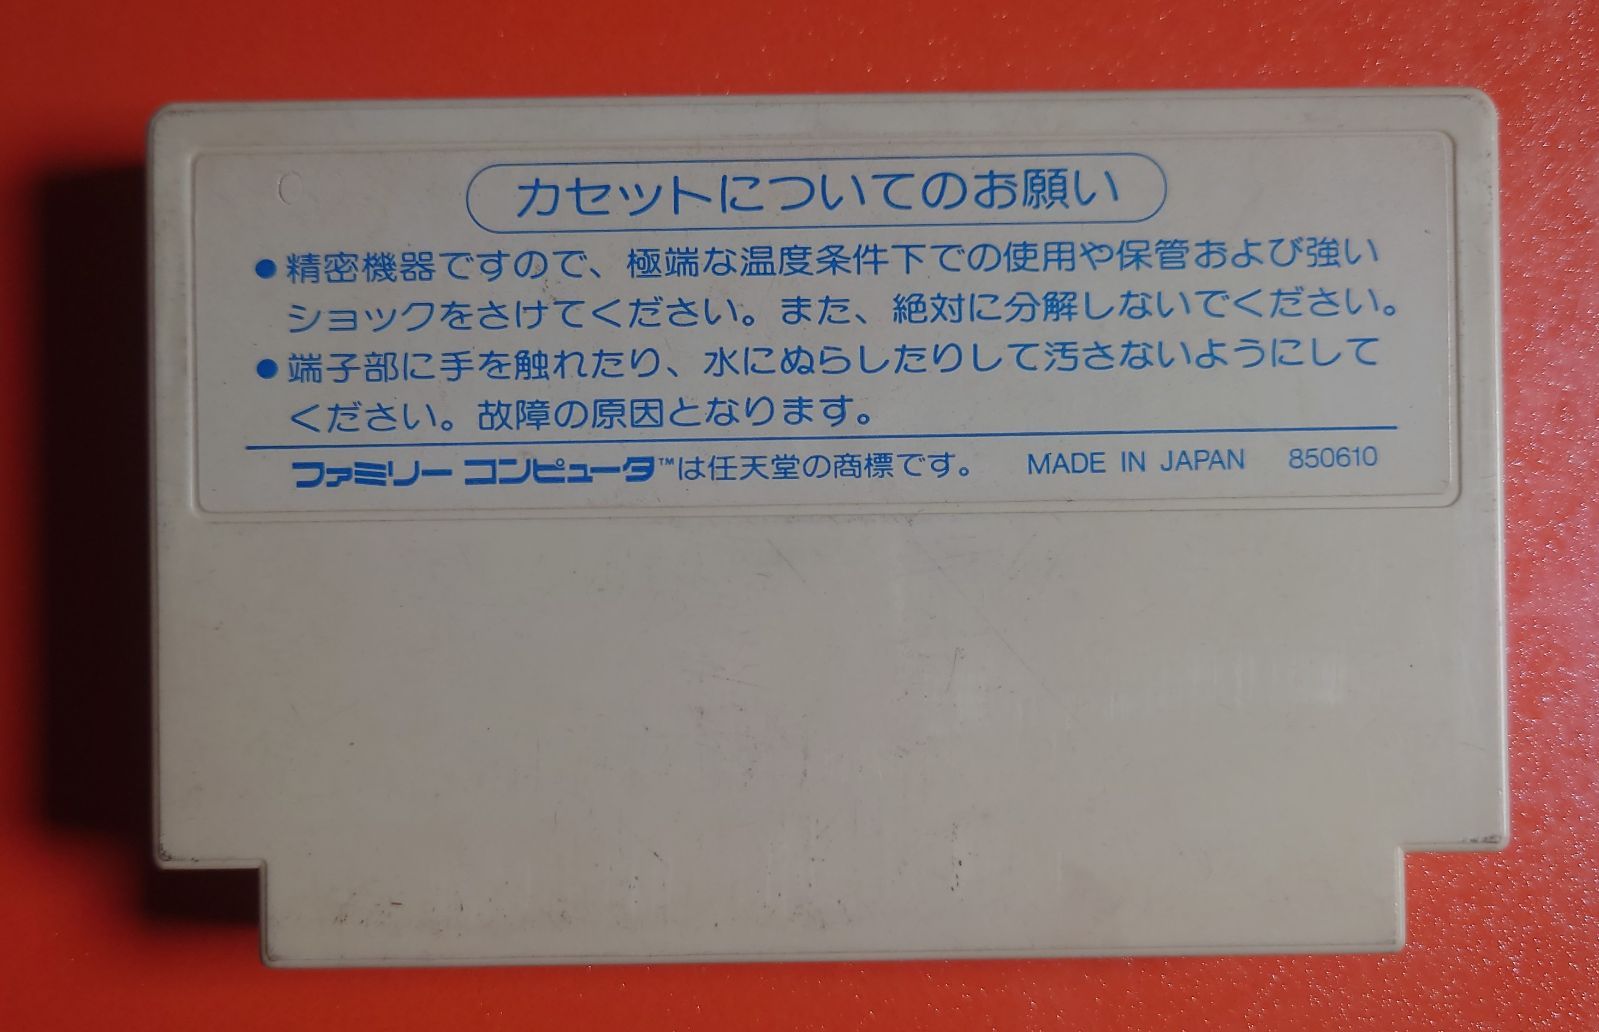 カセットについてのお願い
●精密機器ですので、極端な温度条件下での使用や保管および強い
ショックをさけてください。また、絶対に分解しないでください。
●端子部に手を触れたり、水にぬらしたりして汚さないようにして
ください。故障の原因となります。
ファミリー コンピュータ™は任天堂の商標です。 MADE IN JAPAN 850610